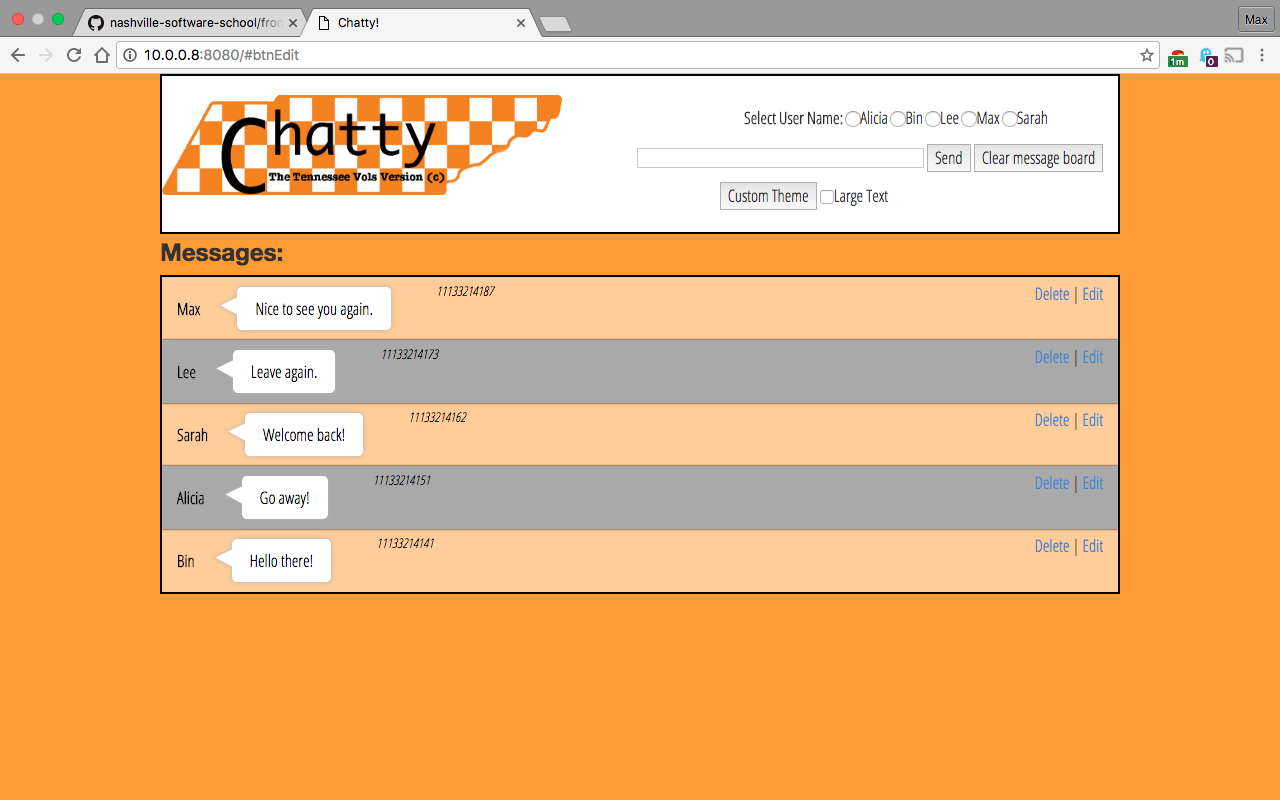 nashville-software-school/fron
Chatty!
Max
10.0.0.8:8080/#btnEdit
1m
0
Chatty
The Tennessee Vols Version (c)
Select User Name: Alicia Bin Lee Max Sarah
Send Clear message board
Custom Theme Large Text
Messages:
Max Nice to see you again. 11133214187 Delete | Edit
Lee Leave again. 11133214173 Delete | Edit
Sarah Welcome back! 11133214162 Delete | Edit
Alicia Go away! 11133214151 Delete | Edit
Bin Hello there! 11133214141 Delete | Edit